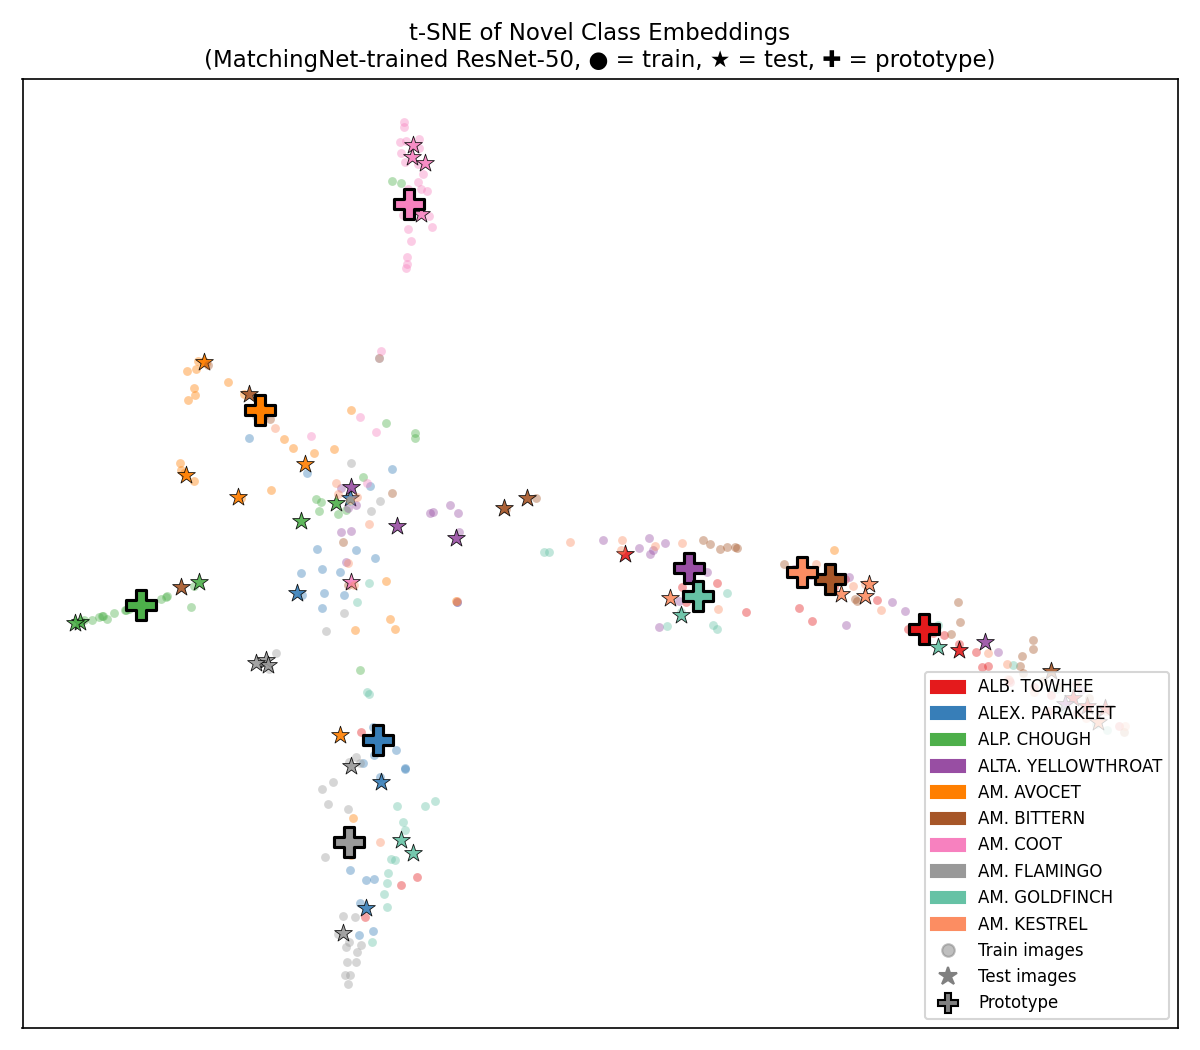 t-SNE of Novel Class Embeddings
(MatchingNet-trained ResNet-50, ● = train, ★ = test, ✚ = prototype)
ALB. TOWHEE
ALEX. PARAKEET
ALP. CHOUGH
ALTA. YELLOWTHROAT
AM. AVOCET
AM. BITTERN
AM. COOT
AM. FLAMINGO
AM. GOLDFINCH
AM. KESTREL
Train images
Test images
Prototype